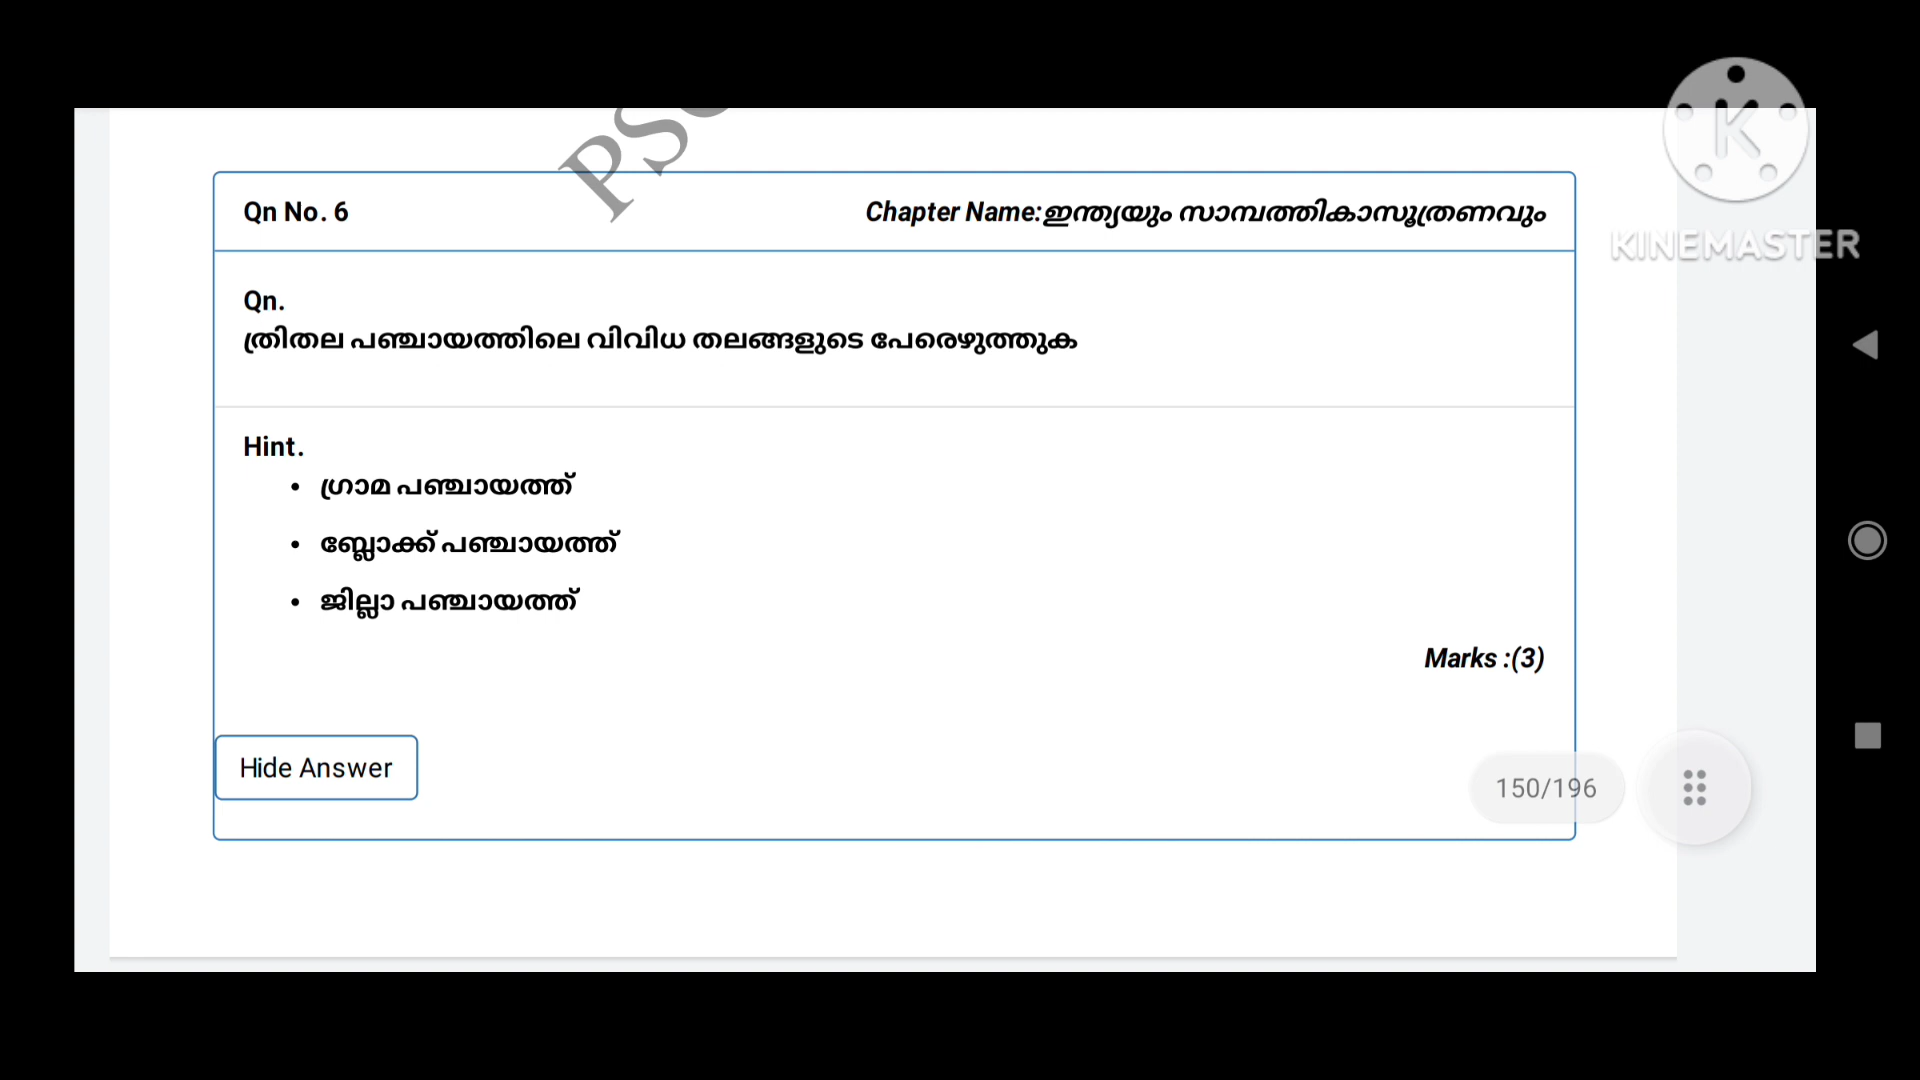 PS
K
KINEMASTER
Qn No. 6 Chapter Name:ഇന്ത്യയും സാമ്പത്തികാസൂത്രണവും
Qn.
ത്രിതല പഞ്ചായത്തിലെ വിവിധ തലങ്ങളുടെ പേരെഴുത്തുക
Hint.
• ഗ്രാമ പഞ്ചായത്ത്
• ബ്ലോക്ക് പഞ്ചായത്ത്
• ജില്ലാ പഞ്ചായത്ത്
Marks :(3)
Hide Answer
150/196